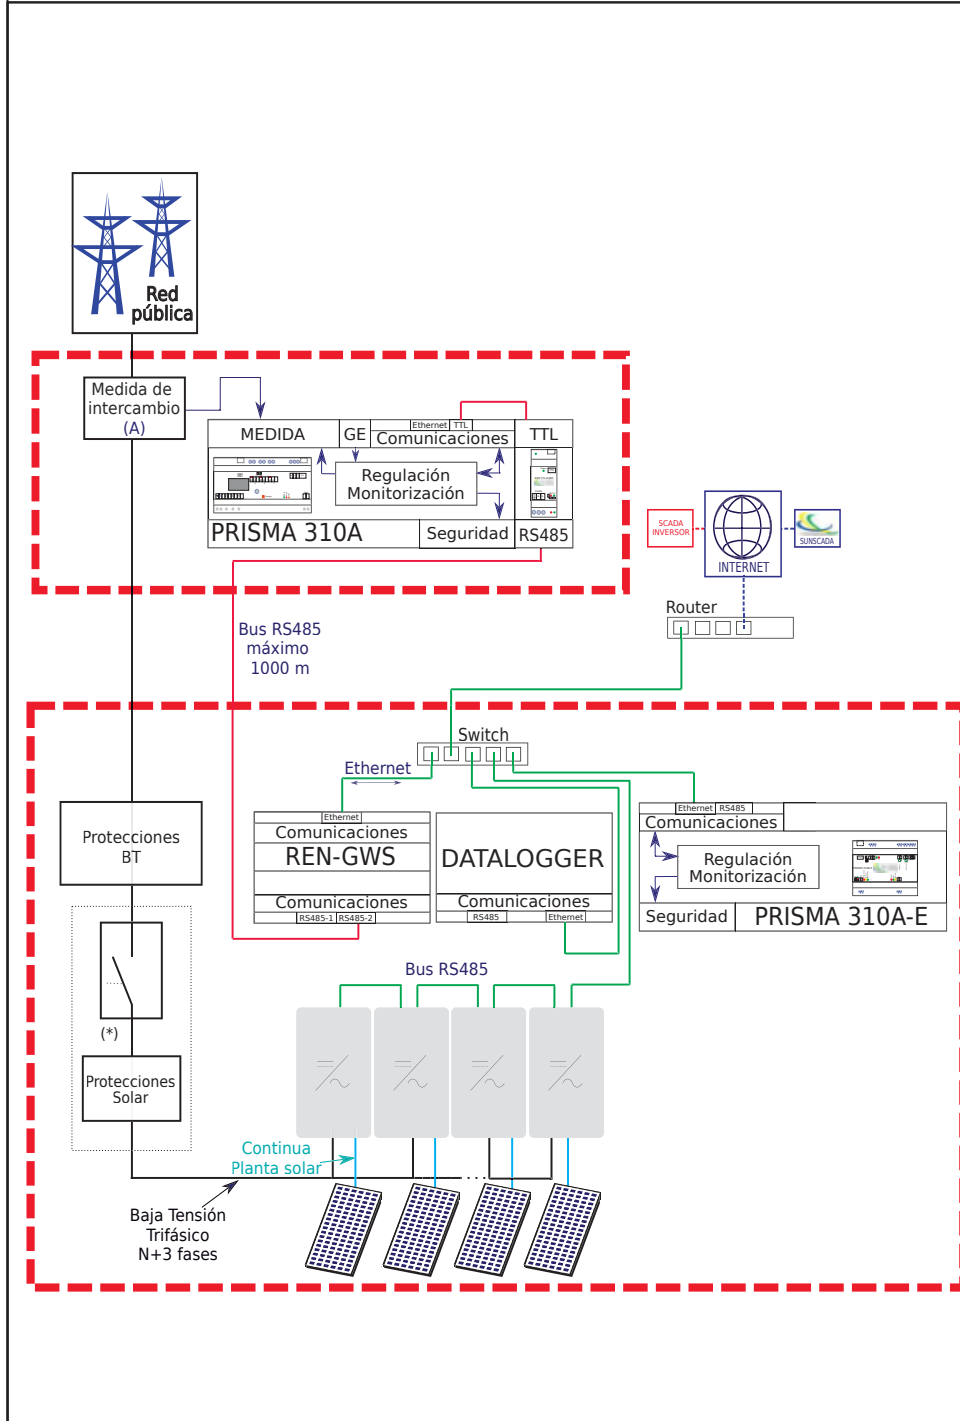 Red
pública
Medida de
intercambio
(A)
MEDIDA
GE
Ethernet
TTL
Comunicaciones
TTL
Regulación
Monitorización
PRISMA 310A
Seguridad
RS485
SCADA
INVERSOR
INTERNET
SUNSCADA
Router
Bus RS485
máximo
1000 m
Switch
Ethernet
Ethernet
Comunicaciones
REN-GWS
Comunicaciones
RS485-1
RS485-2
DATALOGGER
Comunicaciones
RS485
Ethernet
Ethernet
RS485
Comunicaciones
Regulación
Monitorización
Seguridad
PRISMA 310A-E
Protecciones
BT
(*)
Protecciones
Solar
Bus RS485
Continua
Planta solar
Baja Tensión
Trifásico
N+3 fases